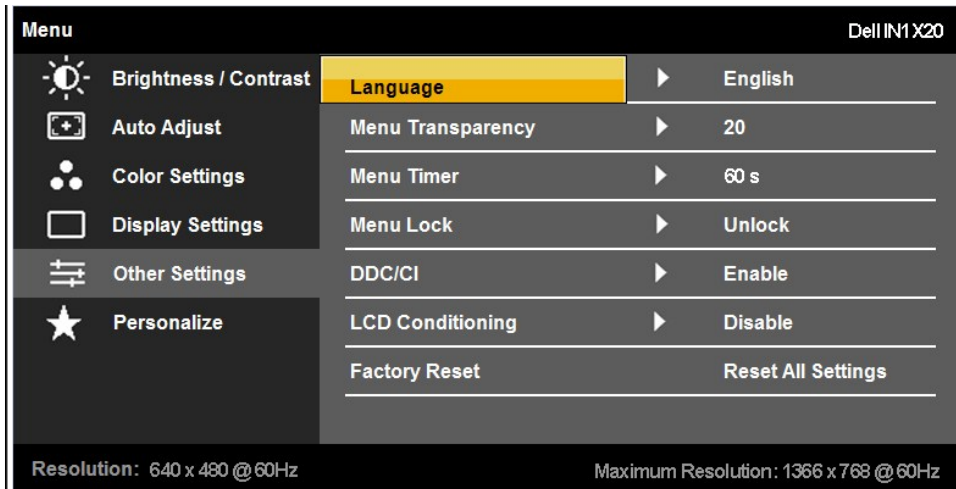 Menu Dell IN1X20
Brightness / Contrast Language English
Auto Adjust Menu Transparency 20
Color Settings Menu Timer 60 s
Display Settings Menu Lock Unlock
Other Settings DDC/CI Enable
Personalize LCD Conditioning Disable
Factory Reset Reset All Settings
Resolution: 640 x 480 @ 60Hz Maximum Resolution: 1366 x 768 @ 60Hz